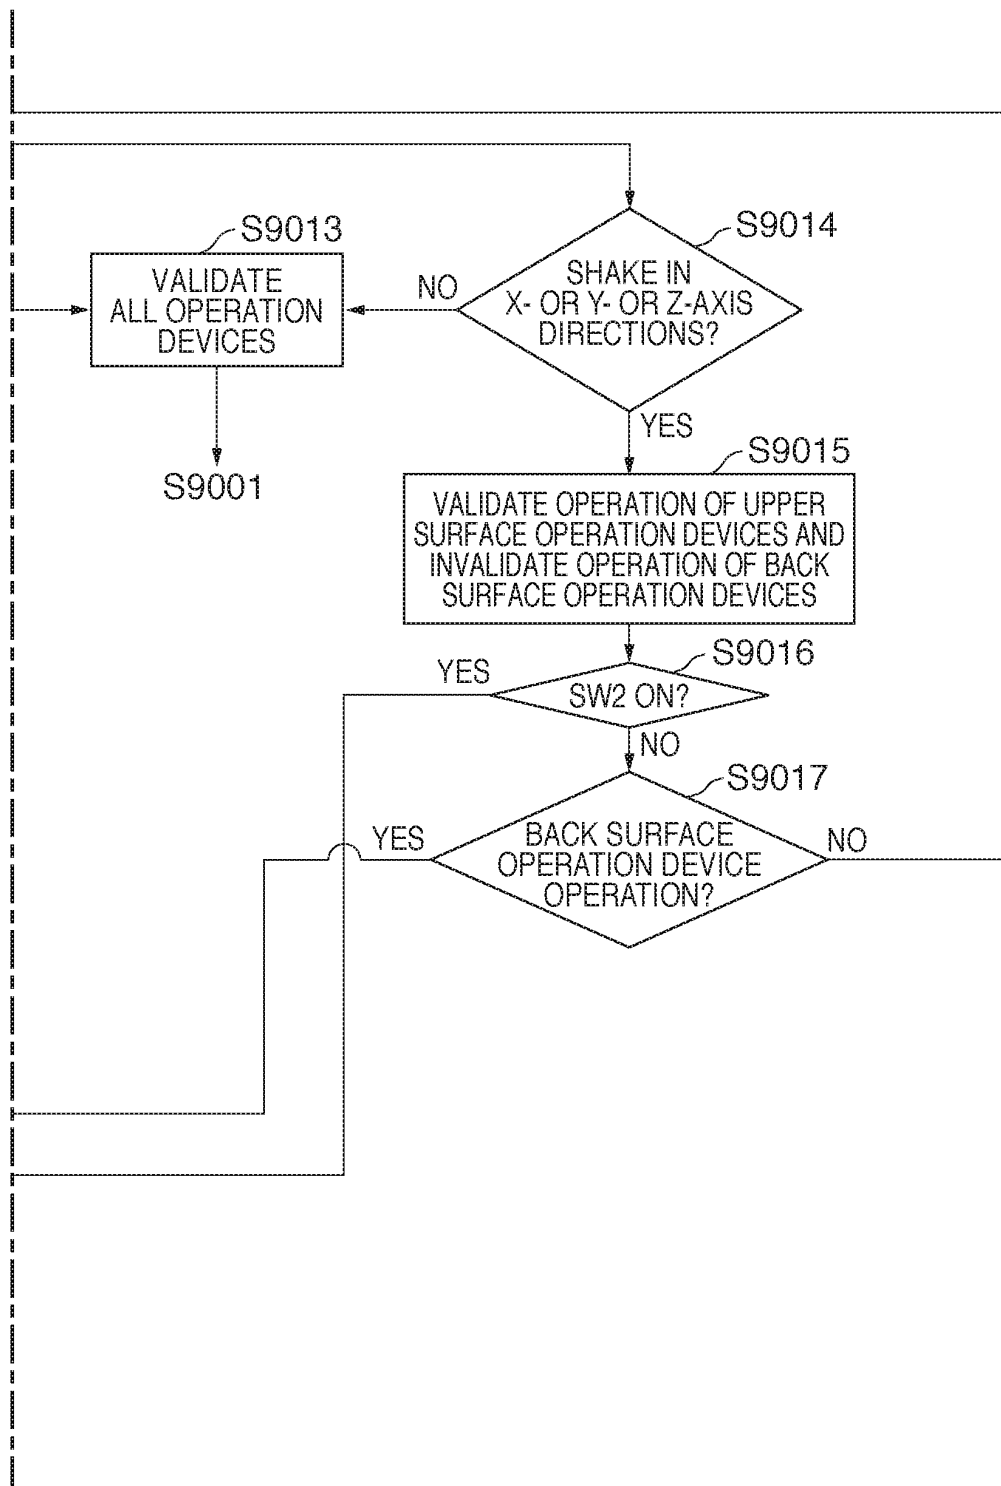 S9013
VALIDATE
ALL OPERATION
DEVICES
S9001
S9014
SHAKE IN
X- OR Y- OR Z-AXIS
DIRECTIONS?
NO
YES
S9015
VALIDATE OPERATION OF UPPER
SURFACE OPERATION DEVICES AND
INVALIDATE OPERATION OF BACK
SURFACE OPERATION DEVICES
S9016
YES
SW2 ON?
NO
S9017
YES
BACK SURFACE
OPERATION DEVICE
OPERATION?
NO